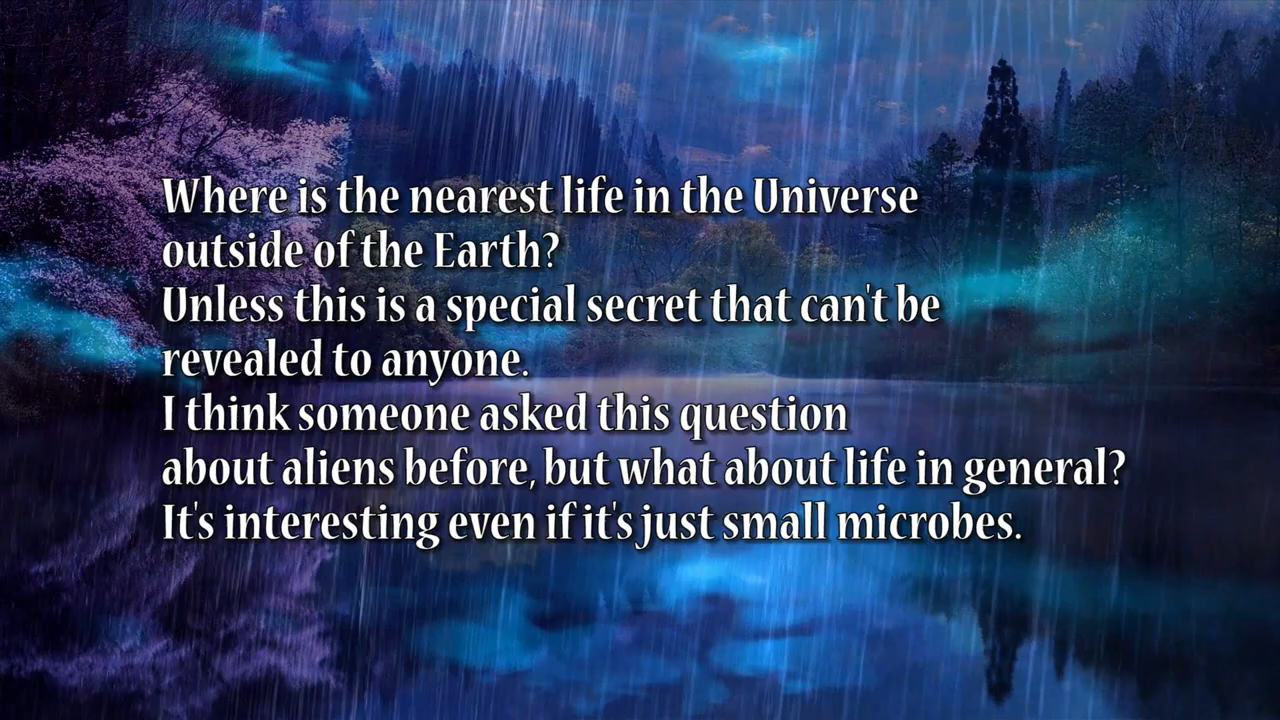 Where is the nearest life in the Universe
outside of the Earth?
Unless this is a special secret that can't be
revealed to anyone.
I think someone asked this question
about aliens before, but what about life in general?
It's interesting even if it's just small microbes.